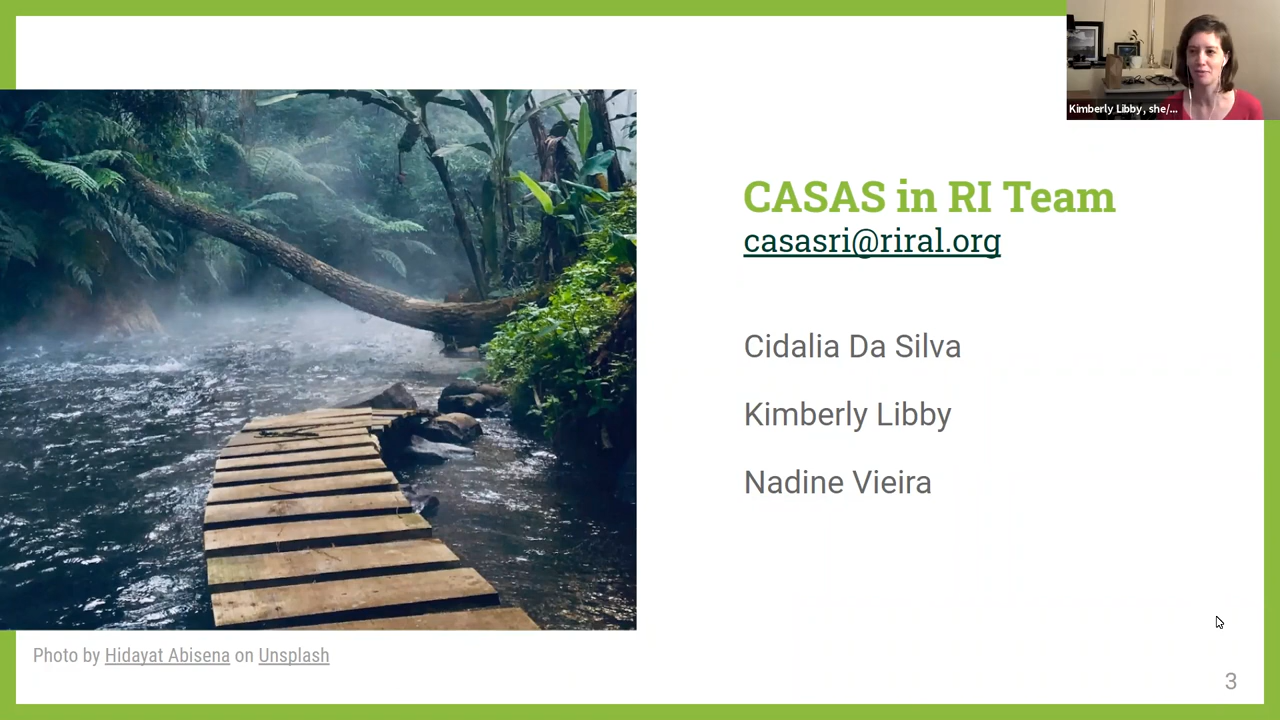 Kimberly Libby, she/...
CASAS in RI Team
casasri@riral.org
Cidalia Da Silva
Kimberly Libby
Nadine Vieira
Photo by Hidayat Abisena on Unsplash
3